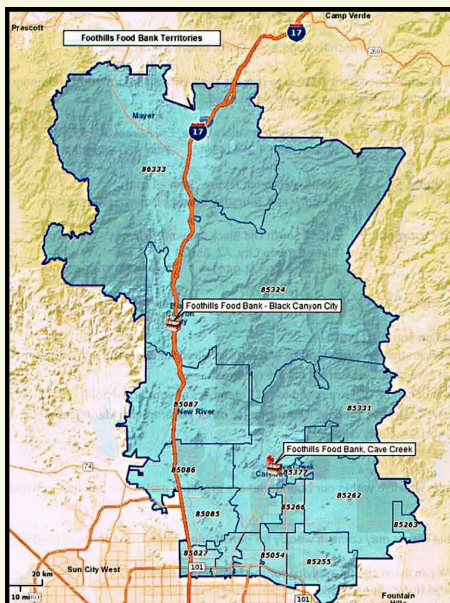 Prescott
Camp Verde
Foothills Food Bank Territories
17
260
Mayer
17
86333
85324
Foothills Food Bank - Black Canyon City
85087
New River
85331
Foothills Food Bank, Cave Creek
85377
74
85086
85262
85266
85085
85263
85027
85054
85255
20 km
Sun City West
101
101
Fountain
10 mi